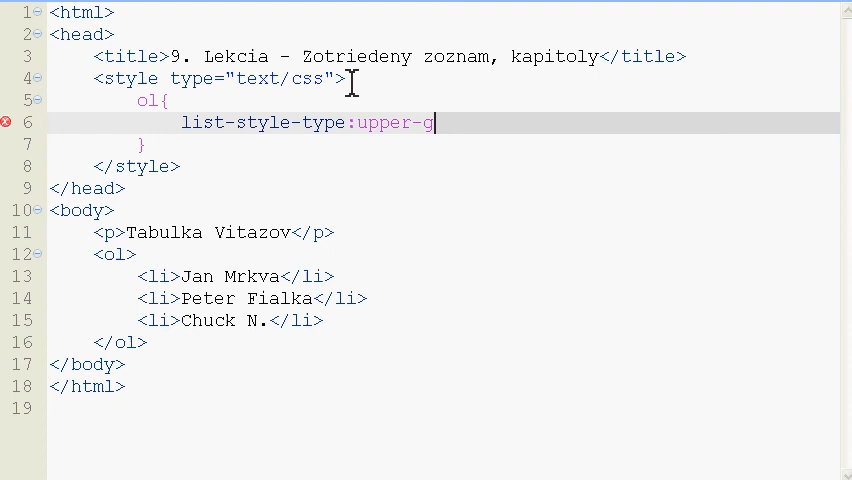 1 <html>
2 <head>
3 <title>9. Lekcia - Zotriedeny zoznam, kapitoly</title>
4 <style type="text/css">
5 ol{
6 list-style-type:upper-g
7 }
8 </style>
9 </head>
10 <body>
11 <p>Tabulka Vitazov</p>
12 <ol>
13 <li>Jan Mrkva</li>
14 <li>Peter Fialka</li>
15 <li>Chuck N.</li>
16 </ol>
17 </body>
18 </html>
19